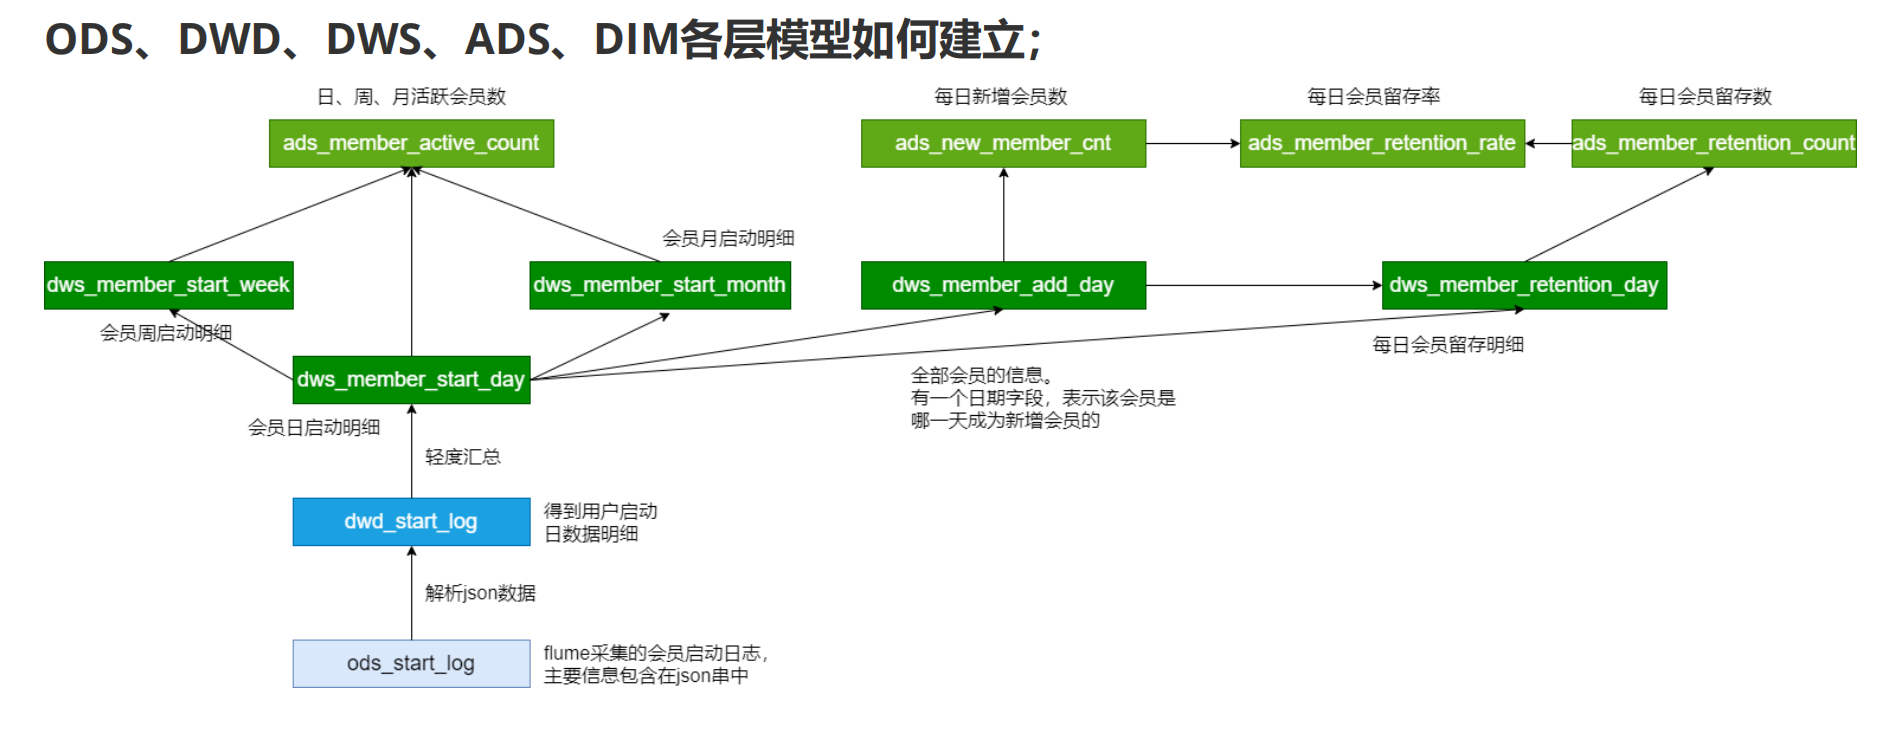 ODS、DWD、DWS、ADS、DIM各层模型如何建立；
日、周、月活跃会员数
每日新增会员数
每日会员留存率
每日会员留存数
ads_member_active_count
ads_new_member_cnt
ads_member_retention_rate
ads_member_retention_count
会员月启动明细
dws_member_start_week
dws_member_start_month
dws_member_add_day
dws_member_retention_day
会员周启动明细
每日会员留存明细
dws_member_start_day
全部会员的信息。
有一个日期字段，表示该会员是
哪一天成为新增会员的
会员日启动明细
轻度汇总
dwd_start_log
得到用户启动
日数据明细
解析json数据
ods_start_log
flume采集的会员启动日志，
主要信息包含在json串中